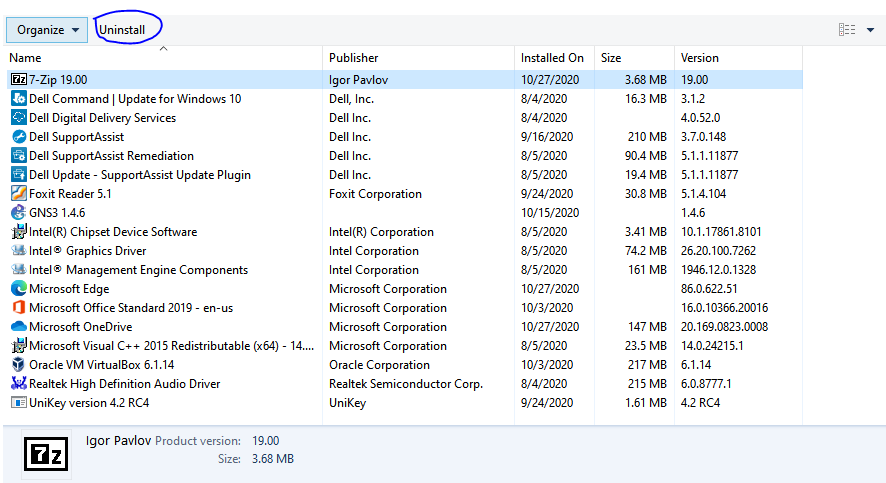 Organize Uninstall
Name Publisher Installed On Size Version
7z 7-Zip 19.00 Igor Pavlov 10/27/2020 3.68 MB 19.00
Dell Command | Update for Windows 10 Dell, Inc. 8/4/2020 16.3 MB 3.1.2
Dell Digital Delivery Services Dell Inc. 8/4/2020 4.0.52.0
Dell SupportAssist Dell Inc. 9/16/2020 210 MB 3.7.0.148
Dell SupportAssist Remediation Dell Inc. 8/5/2020 90.4 MB 5.1.1.11877
Dell Update - SupportAssist Update Plugin Dell Inc. 8/5/2020 19.4 MB 5.1.1.11877
Foxit Reader 5.1 Foxit Corporation 9/24/2020 30.8 MB 5.1.4.104
GNS3 1.4.6 10/15/2020 1.4.6
Intel(R) Chipset Device Software Intel(R) Corporation 8/5/2020 3.41 MB 10.1.17861.8101
Intel® Graphics Driver Intel Corporation 8/5/2020 74.2 MB 26.20.100.7262
Intel® Management Engine Components Intel Corporation 8/5/2020 161 MB 1946.12.0.1328
Microsoft Edge Microsoft Corporation 10/27/2020 86.0.622.51
Microsoft Office Standard 2019 - en-us Microsoft Corporation 10/3/2020 16.0.10366.20016
Microsoft OneDrive Microsoft Corporation 10/27/2020 147 MB 20.169.0823.0008
Microsoft Visual C++ 2015 Redistributable (x64) - 14.... Microsoft Corporation 8/5/2020 23.5 MB 14.0.24215.1
Oracle VM VirtualBox 6.1.14 Oracle Corporation 10/3/2020 217 MB 6.1.14
Realtek High Definition Audio Driver Realtek Semiconductor Corp. 8/4/2020 215 MB 6.0.8777.1
UniKey version 4.2 RC4 UniKey 9/24/2020 1.61 MB 4.2 RC4
7z Igor Pavlov Product version: 19.00
Size: 3.68 MB